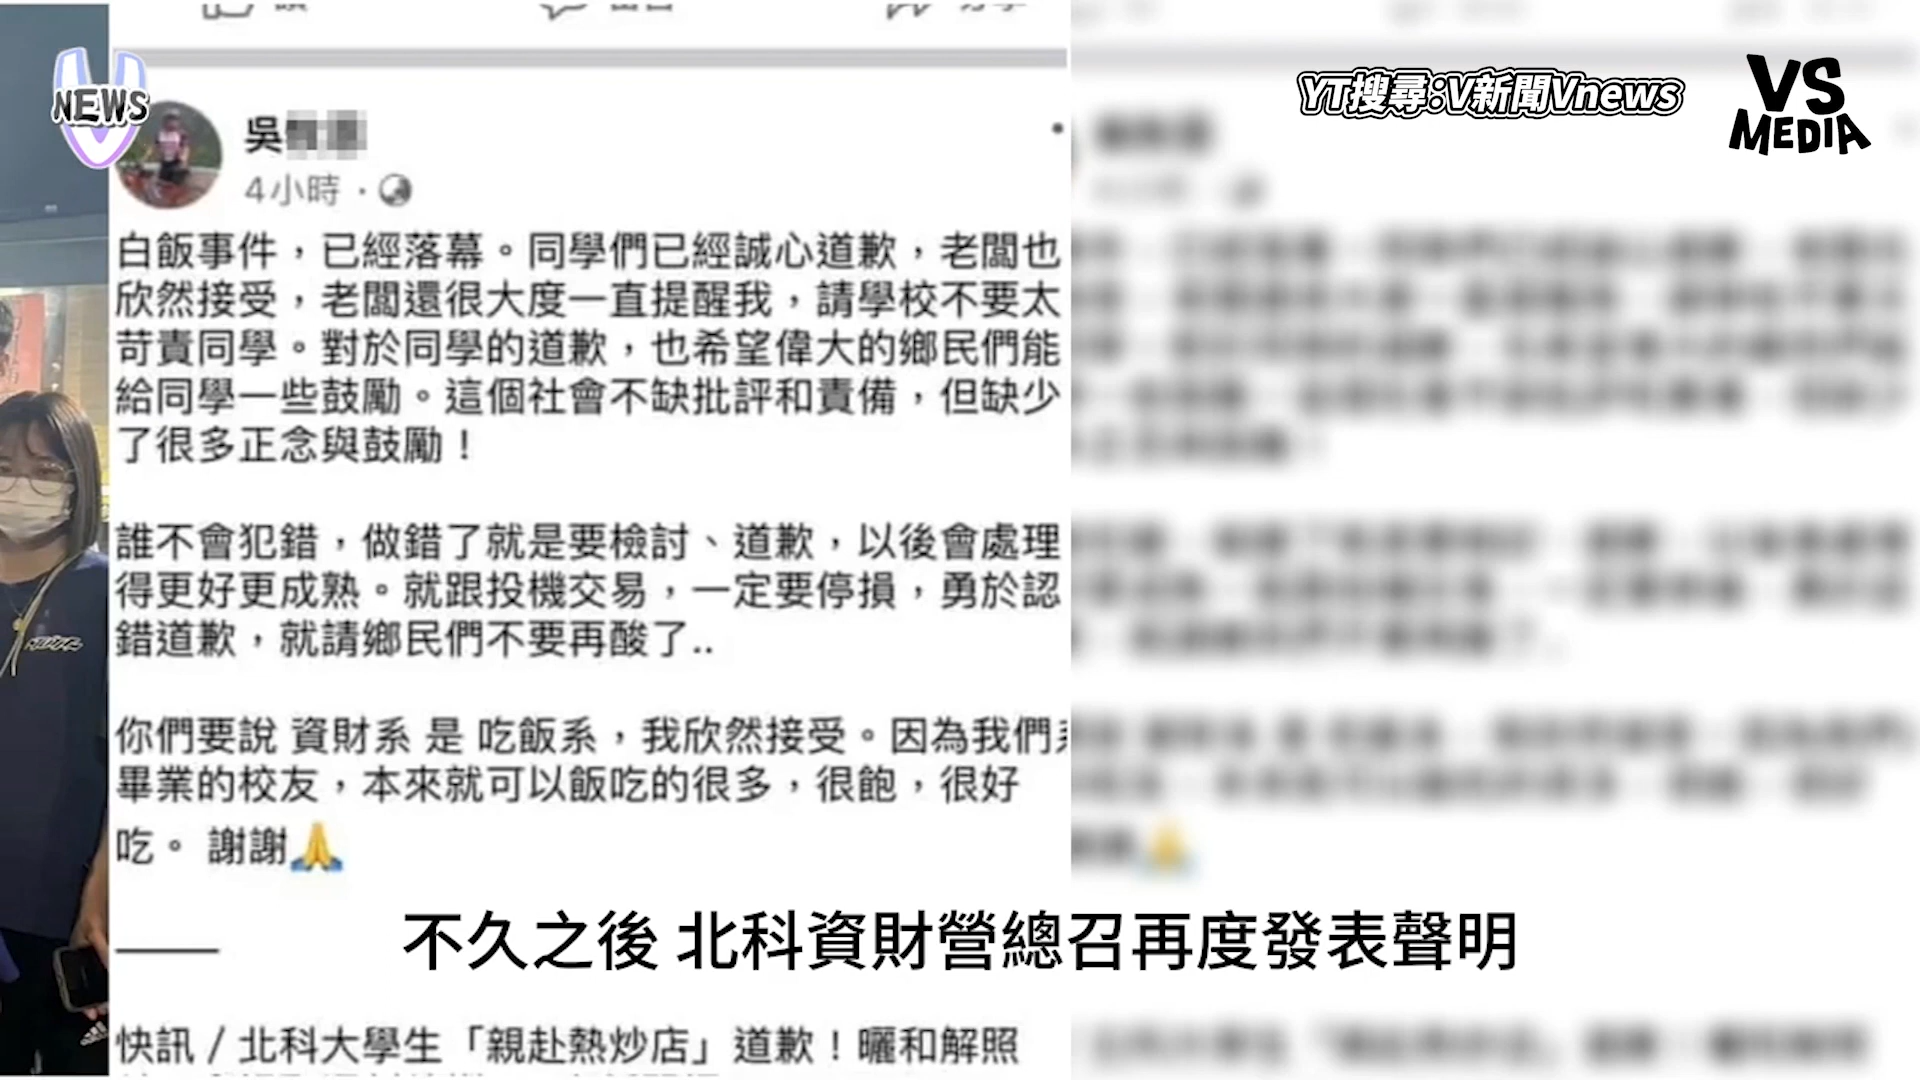 NEWS
YT搜尋:V新聞Vnews
VS
MEDIA
吳
4小時 ·
白飯事件，已經落幕。同學們已經誠心道歉，老闆也
欣然接受，老闆還很大度一直提醒我，請學校不要太
苛責同學。對於同學的道歉，也希望偉大的鄉民們能
給同學一些鼓勵。這個社會不缺批評和責備，但缺少
了很多正念與鼓勵！
誰不會犯錯，做錯了就是要檢討、道歉，以後會處理
得更好更成熟。就跟投機交易，一定要停損，勇於認
錯道歉，就請鄉民們不要再酸了..
你們要說 資財系 是 吃飯系，我欣然接受。因為我們系
畢業的校友，本來就可以飯吃的很多，很飽，很好
吃。 謝謝🙏
不久之後 北科資財營總召再度發表聲明
快訊 / 北科大學生「親赴熱炒店」道歉！曬和解照